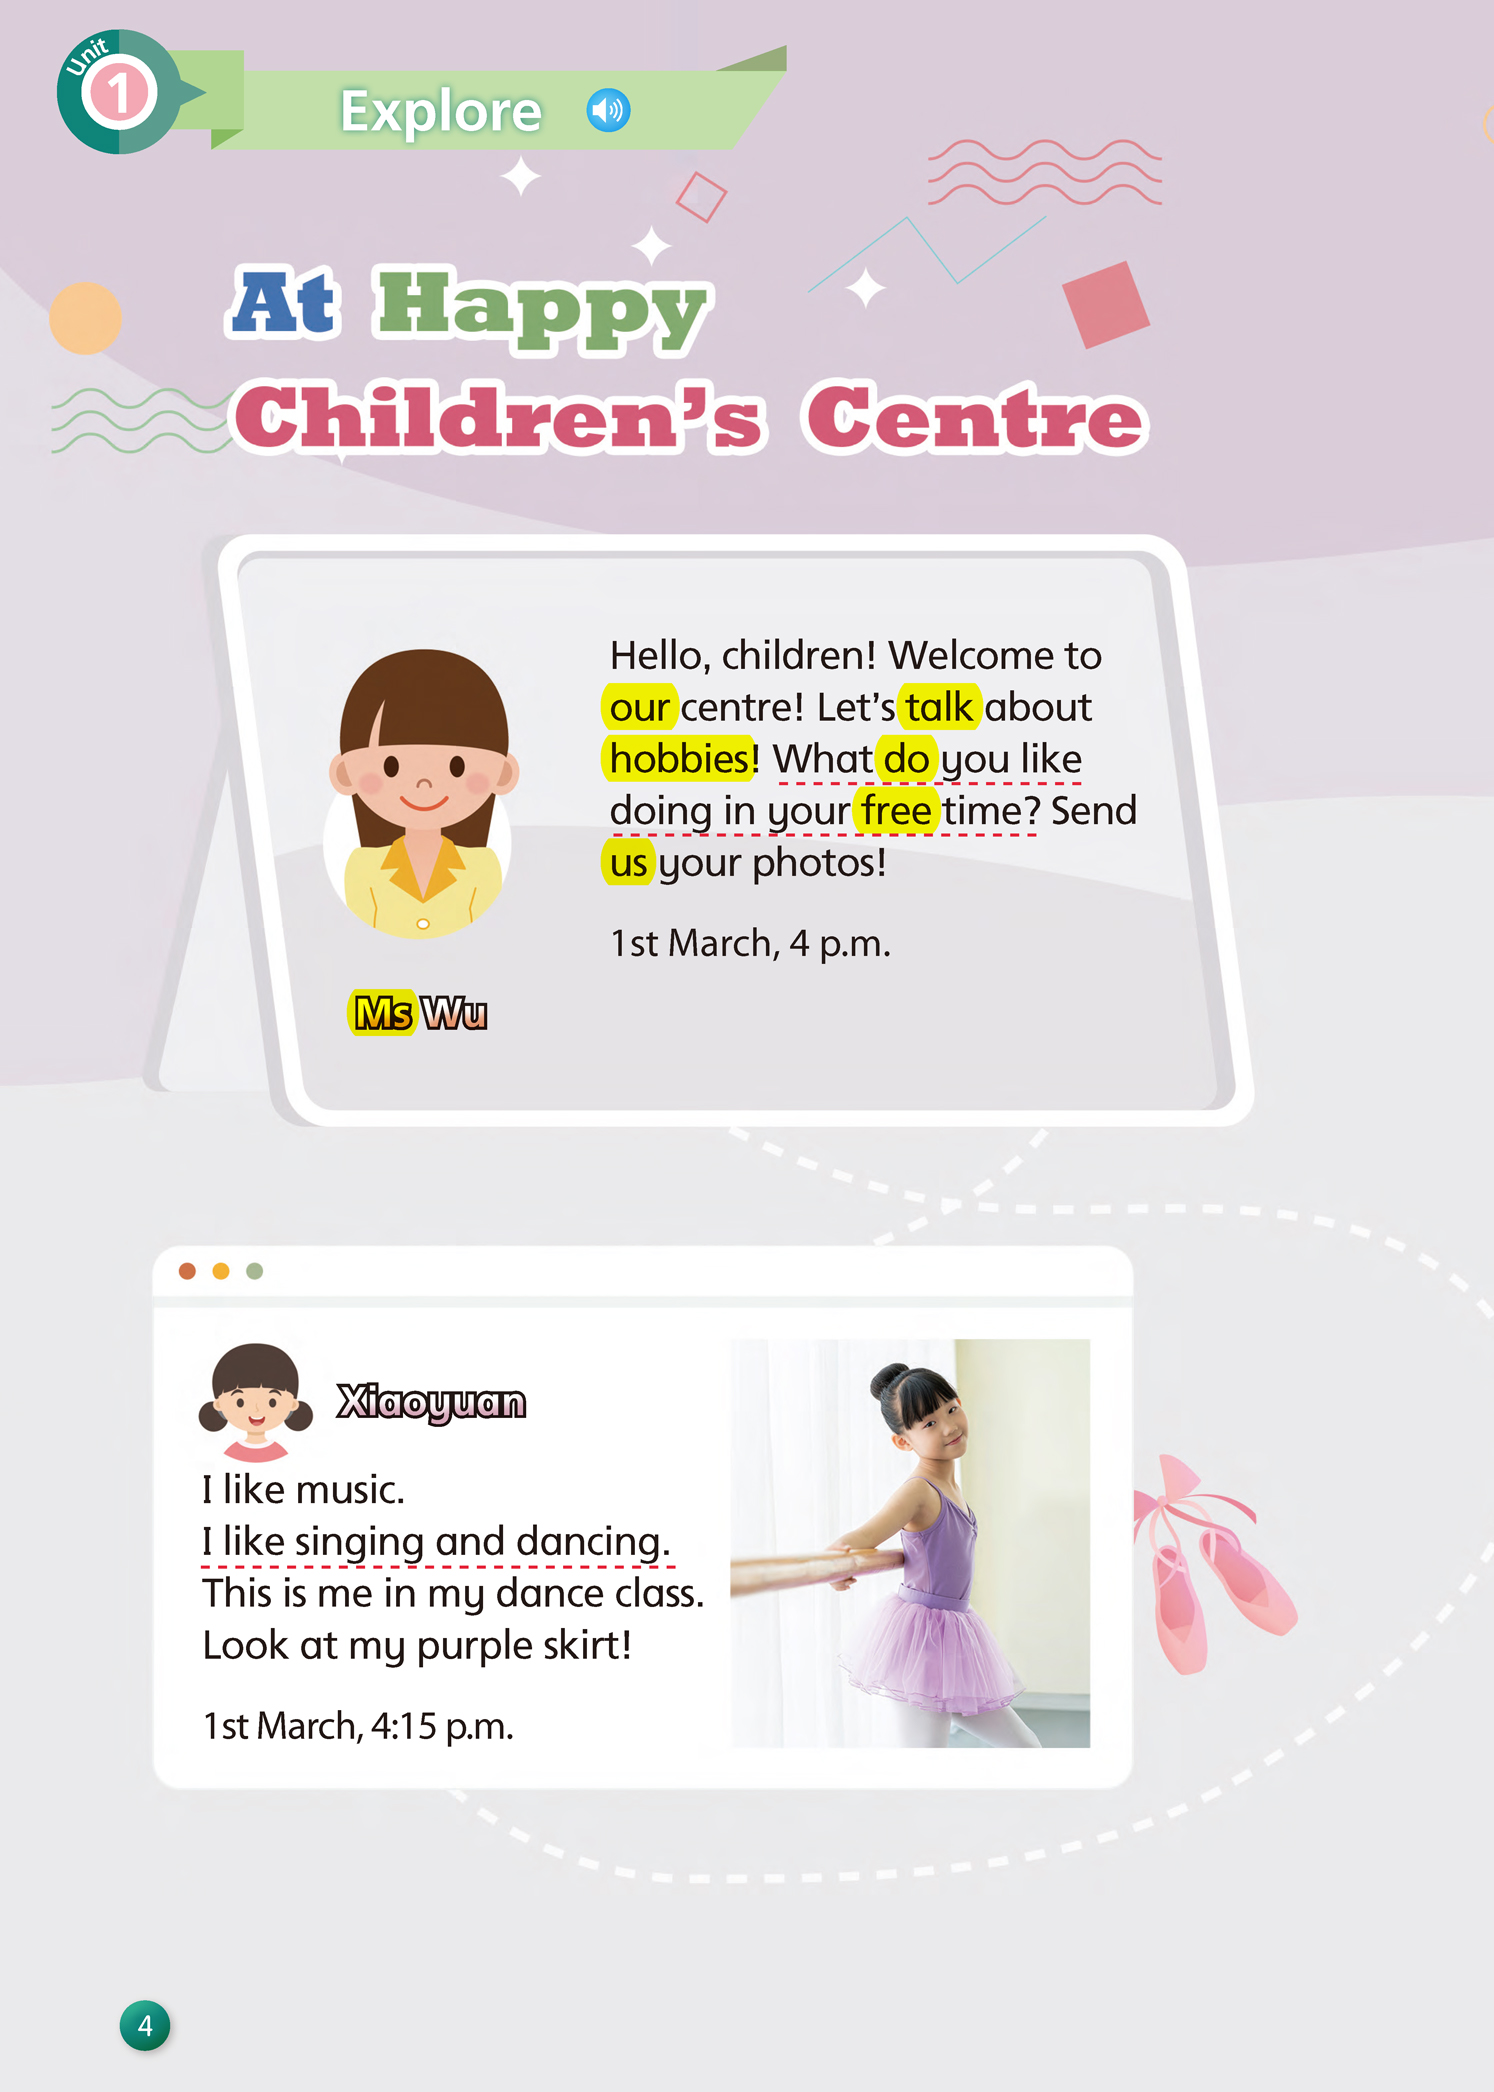 Unit
1
Explore
At Happy
Children's Centre
Hello, children! Welcome to
our centre! Let's talk about
hobbies! What do you like
doing in your free time? Send
us your photos!
1st March, 4 p.m.
Ms Wu
Xiaoyuan
I like music.
I like singing and dancing.
This is me in my dance class.
Look at my purple skirt!
1st March, 4:15 p.m.
4